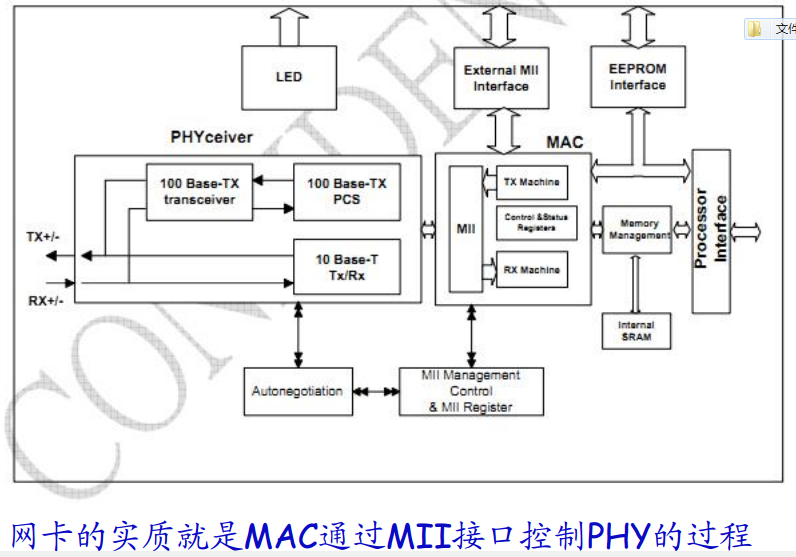 文件
LED
External MII
Interface
EEPROM
Interface
PHYceiver
MAC
100 Base-TX
transceiver
100 Base-TX
PCS
10 Base-T
Tx/Rx
TX+/-
RX+/-
MII
TX Machine
Control &Status
Registers
RX Machine
Memory
Management
Processor
Interface
Internal
SRAM
Autonegotiation
MII Management
Control
& MII Register
CONFIDEN
网卡的实质就是MAC通过MII接口控制PHY的过程